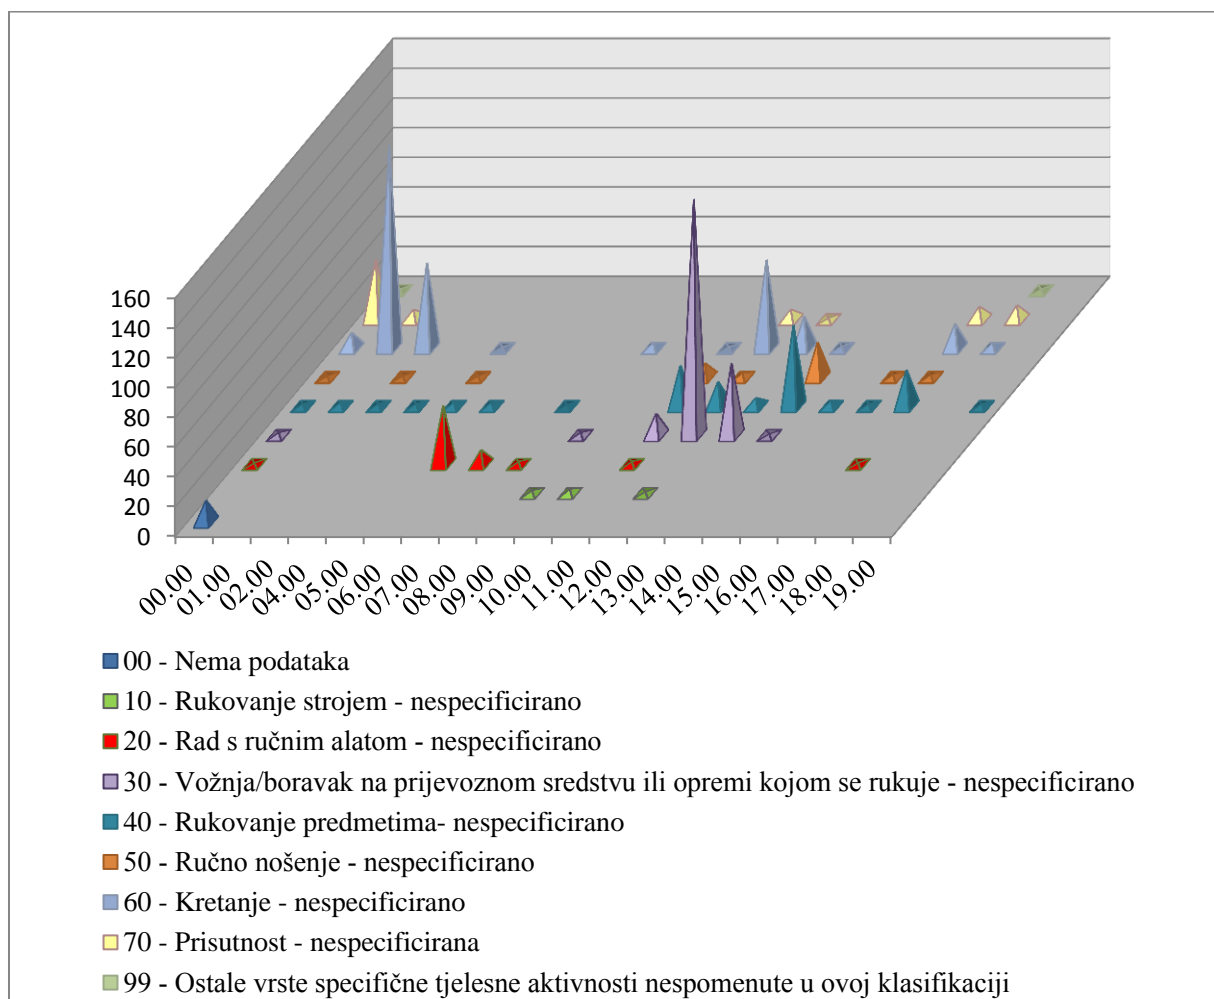 160
140
120
100
80
60
40
20
0
00.00 01.00 02.00 04.00 05.00 06.00 07.00 08.00 09.00 10.00 11.00 12.00 13.00 14.00 15.00 16.00 17.00 18.00 19.00
00 - Nema podataka
10 - Rukovanje strojem - nespecificirano
20 - Rad s ručnim alatom - nespecificirano
30 - Vožnja/boravak na prijevoznom sredstvu ili opremi kojom se rukuje - nespecificirano
40 - Rukovanje predmetima- nespecificirano
50 - Ručno nošenje - nespecificirano
60 - Kretanje - nespecificirano
70 - Prisutnost - nespecificirana
99 - Ostale vrste specifične tjelesne aktivnosti nespomenute u ovoj klasifikaciji